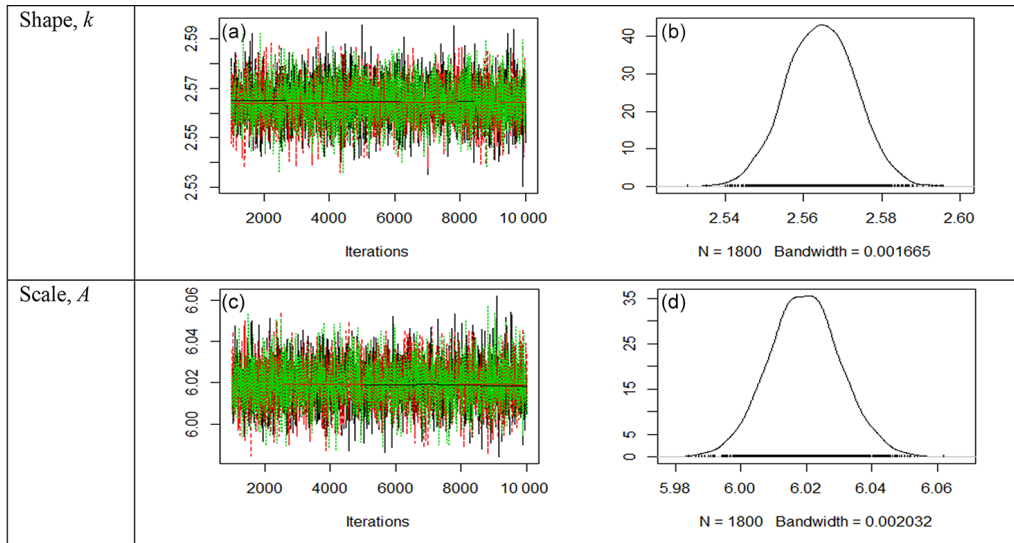 Shape, k
(a)
2.59
2.57
2.55
2.53
2000 4000 6000 8000 10 000
Iterations
(b)
40
30
20
10
0
2.54 2.56 2.58 2.60
N = 1800 Bandwidth = 0.001665
Scale, A
(c)
6.06
6.04
6.02
6.00
2000 4000 6000 8000 10 000
Iterations
(d)
35
25
15
5
0
5.98 6.00 6.02 6.04 6.06
N = 1800 Bandwidth = 0.002032